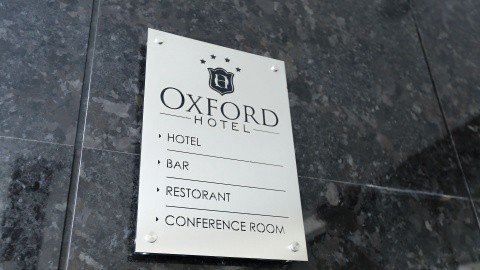 H
OXFORD
HOTEL
HOTEL
BAR
RESTORANT
CONFERENCE ROOM